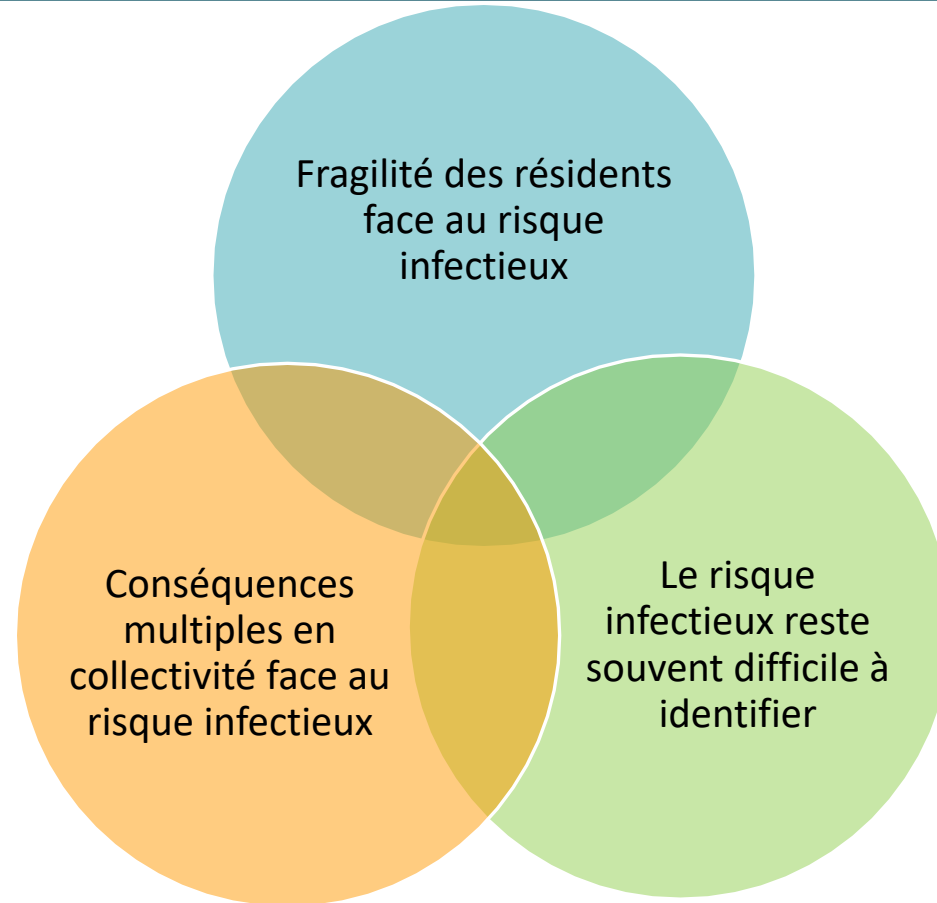 Fragilité des résidents
face au risque
infectieux
Conséquences
multiples en
collectivité face au
risque infectieux
Le risque
infectieux reste
souvent difficile à
identifier